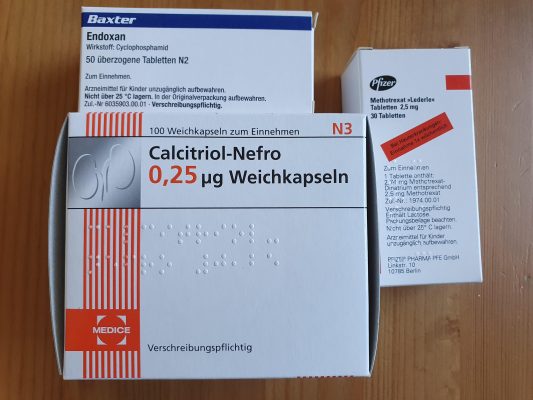 Baxter
Endoxan
Wirkstoff: Cyclophosphamid
50 überzogene Tabletten N2
Zum Einnehmen.
Arzneimittel für Kinder unzugänglich aufbewahren.
Nicht über 25 °C lagern. In der Originalverpackung aufbewahren.
Zul.-Nr 6035903.00.01 · Verschreibungspflichtig.
100 Weichkapseln zum Einnehmen N3
Calcitriol-Nefro
0,25 µg Weichkapseln
MEDICE
Verschreibungspflichtig
Pfizer
Methotrexat »Lederle«
Tabletten 2,5 mg
30 Tabletten
Bei
Einnahme 1x wöchentlich
Zum Einnehmen
1 Tablette enthält:
mg Methotrexat-
Dinatrium entsprechend
2,5 mg Methotrexat
Zul.-Nr.: 1974.00.01
Verschreibungspflichtig
Enthält Lactose.
Packungsbeilage beachten.
Nicht über 25° C lagern.
Arzneimittel für Kinder
unzugänglich aufbewahren
PFIZER PHARMA PFE GmbH
Linkstr. 10
10785 Berlin